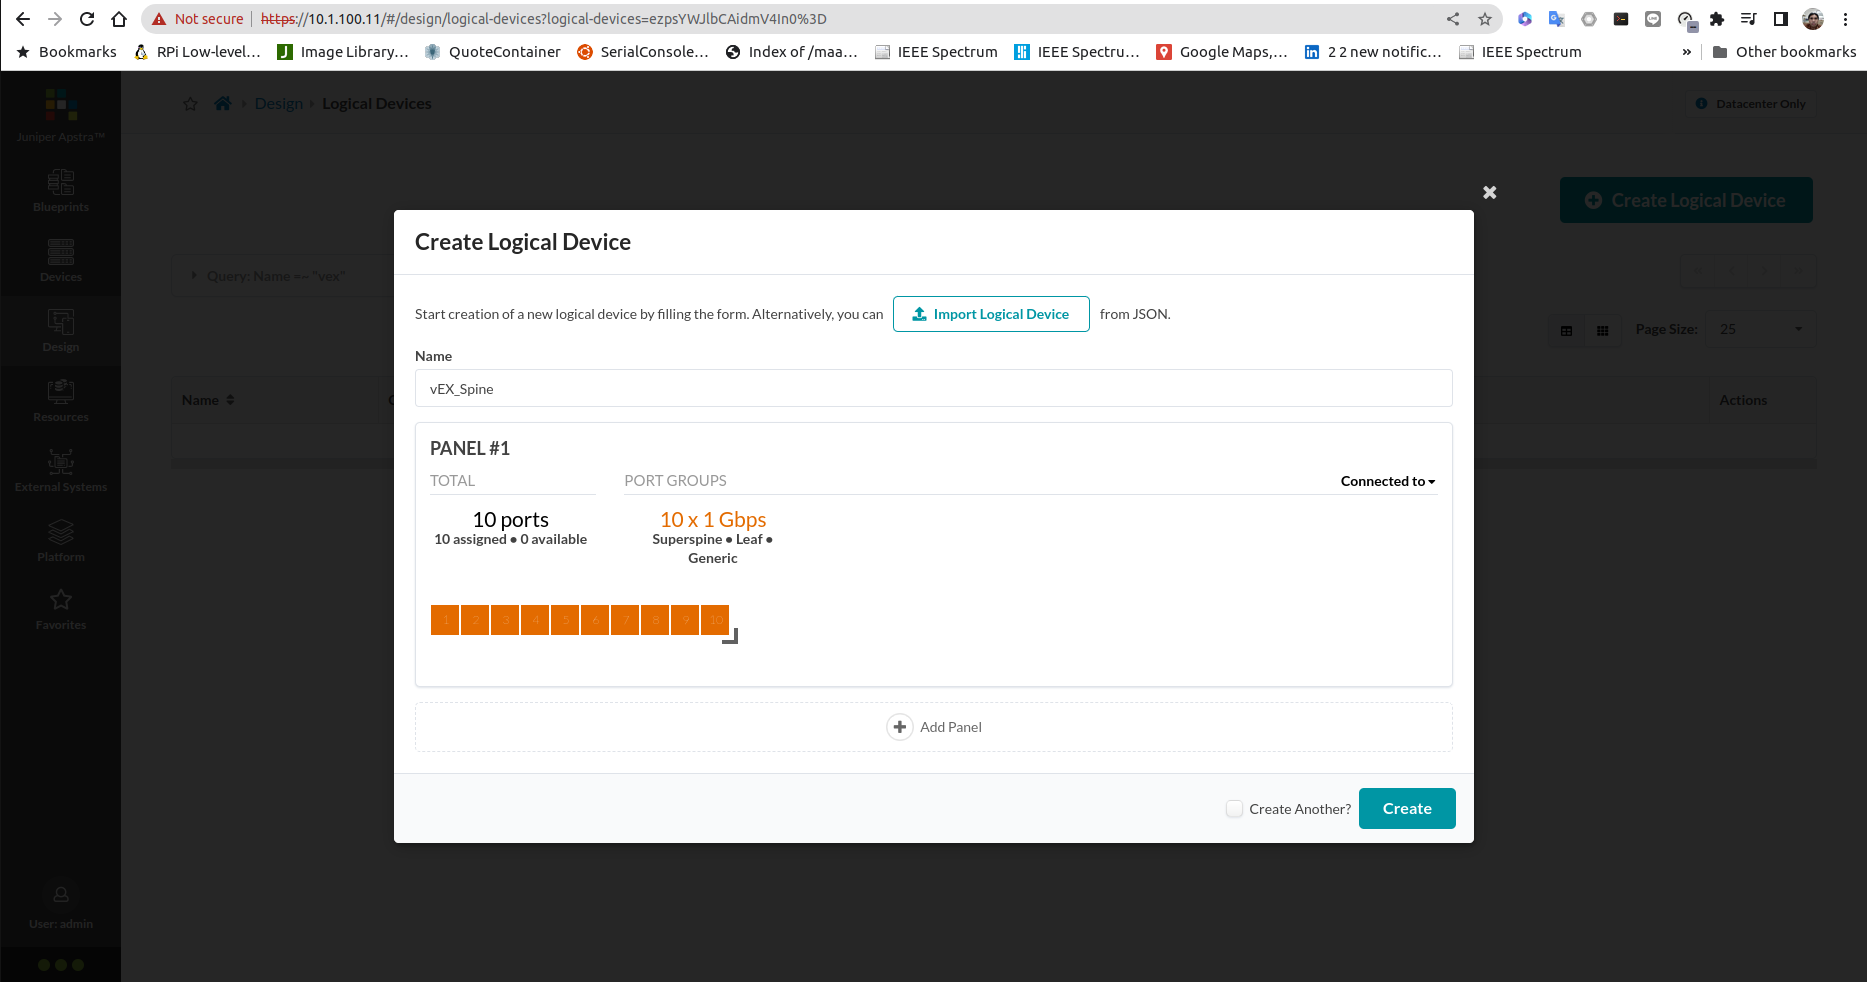 Not secure | https://10.1.100.11/#/design/logical-devices?logical-devices=ezpsYWJlbCAidmV4In0%3D
Bookmarks RPi Low-level… Image Library… QuoteContainer SerialConsole… Index of /maa… IEEE Spectrum IEEE Spectru… Google Maps,… 2 2 new notific… IEEE Spectrum » Other bookmarks
Juniper Apstra™
Design Logical Devices
Datacenter Only
Blueprints
Devices
Design
Resources
External Systems
Platform
Favorites
User: admin
Create Logical Device
Query: Name =~ "vex"
Page Size: 25
Name
Actions
Create Logical Device
Start creation of a new logical device by filling the form. Alternatively, you can Import Logical Device from JSON.
Name
vEX_Spine
PANEL #1
TOTAL PORT GROUPS Connected to
10 ports
10 assigned • 0 available
10 x 1 Gbps
Superspine • Leaf •
Generic
1 2 3 4 5 6 7 8 9 10
Add Panel
Create Another? Create